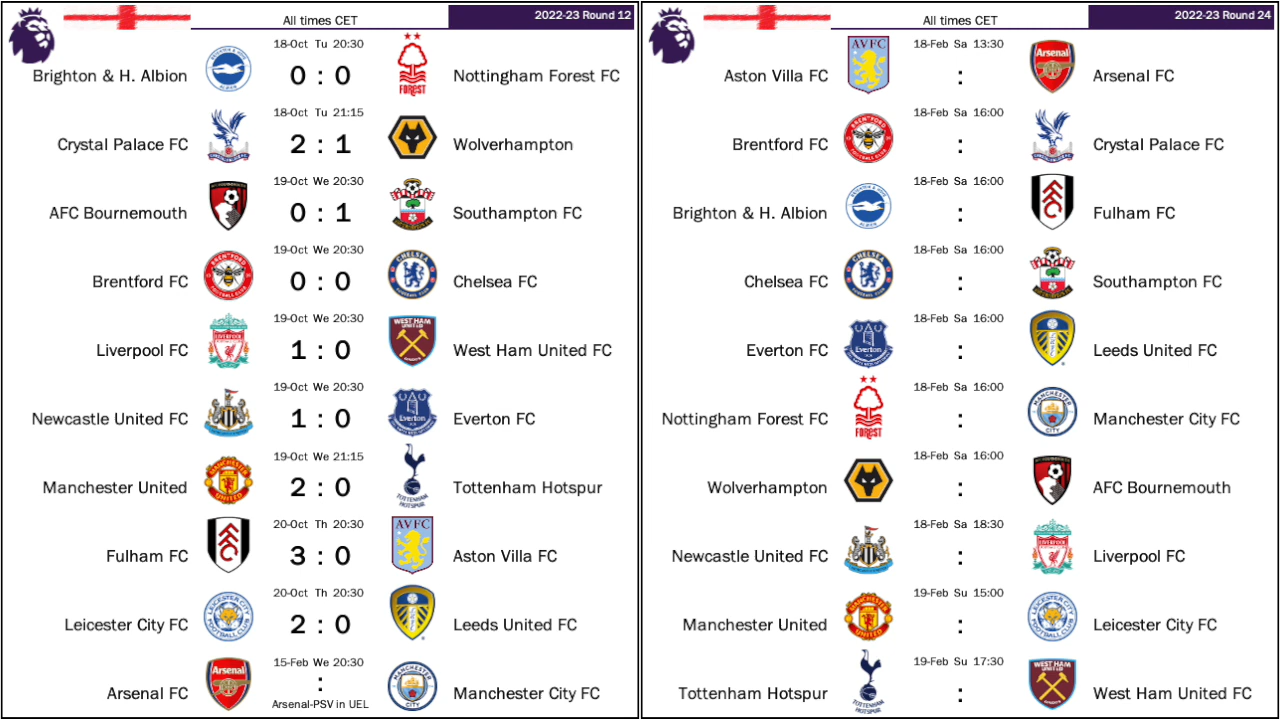 All times CET
2022-23 Round 12
18-Oct Tu 20:30
Brighton & H. Albion 0 : 0 Nottingham Forest FC
18-Oct Tu 21:15
Crystal Palace FC 2 : 1 Wolverhampton
19-Oct We 20:30
AFC Bournemouth 0 : 1 Southampton FC
19-Oct We 20:30
Brentford FC 0 : 0 Chelsea FC
19-Oct We 20:30
Liverpool FC 1 : 0 West Ham United FC
19-Oct We 20:30
Newcastle United FC 1 : 0 Everton FC
19-Oct We 21:15
Manchester United 2 : 0 Tottenham Hotspur
20-Oct Th 20:30
Fulham FC 3 : 0 Aston Villa FC
20-Oct Th 20:30
Leicester City FC 2 : 0 Leeds United FC
15-Feb We 20:30
Arsenal FC : Manchester City FC
Arsenal-PSV in UEL
All times CET
2022-23 Round 24
18-Feb Sa 13:30
Aston Villa FC : Arsenal FC
18-Feb Sa 16:00
Brentford FC : Crystal Palace FC
18-Feb Sa 16:00
Brighton & H. Albion : Fulham FC
18-Feb Sa 16:00
Chelsea FC : Southampton FC
18-Feb Sa 16:00
Everton FC : Leeds United FC
18-Feb Sa 16:00
Nottingham Forest FC : Manchester City FC
18-Feb Sa 16:00
Wolverhampton : AFC Bournemouth
18-Feb Sa 18:30
Newcastle United FC : Liverpool FC
19-Feb Su 15:00
Manchester United : Leicester City FC
19-Feb Su 17:30
Tottenham Hotspur : West Ham United FC